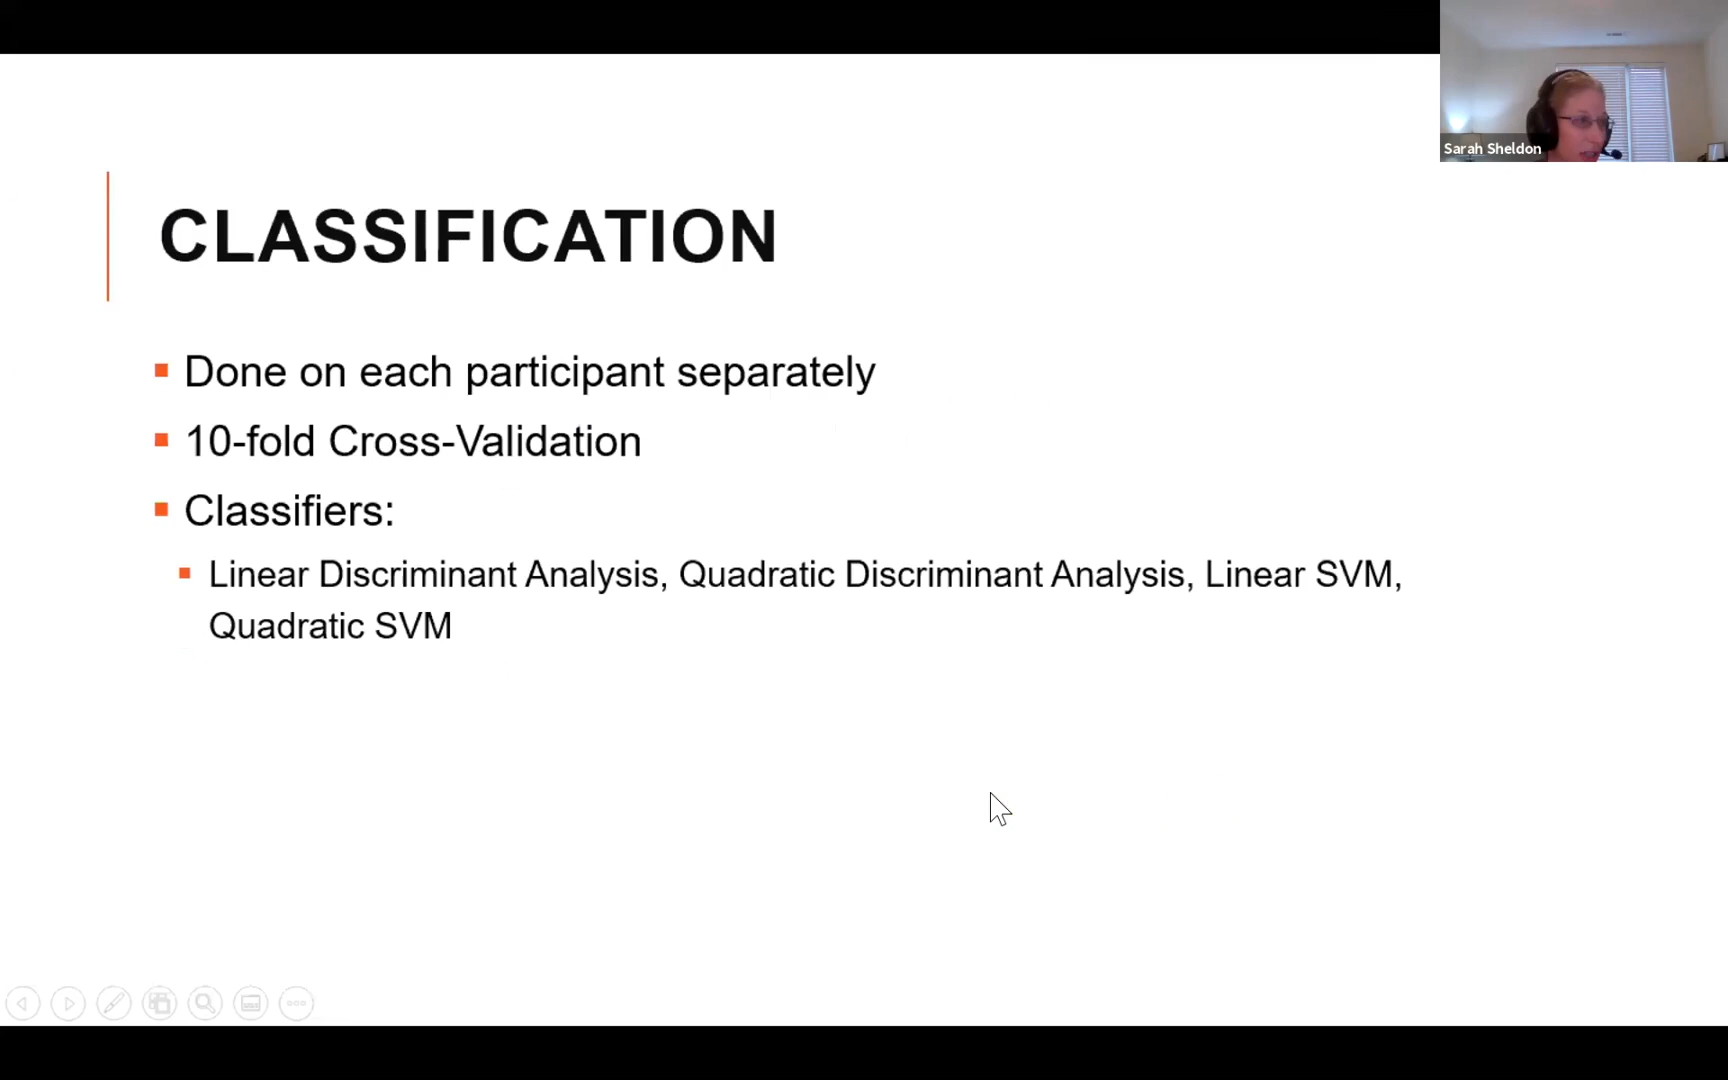 Sarah Sheldon
CLASSIFICATION
Done on each participant separately
10-fold Cross-Validation
Classifiers:
Linear Discriminant Analysis, Quadratic Discriminant Analysis, Linear SVM,
Quadratic SVM